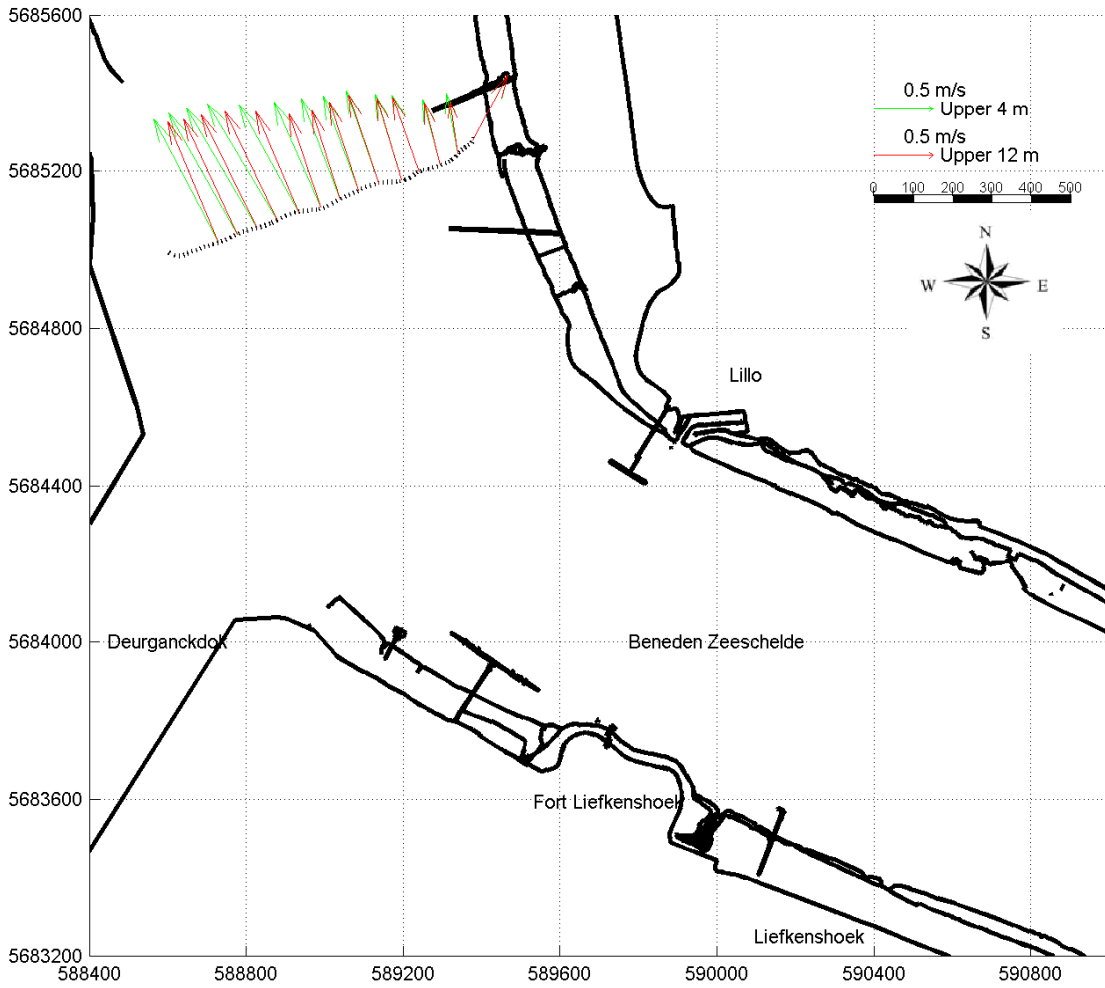 5685600
5685200
5684800
5684400
5684000
5683600
5683200
588400
588800
589200
589600
590000
590400
590800
0.5 m/s
Upper 4 m
0.5 m/s
Upper 12 m
0 100 200 300 400 500
N
W E
S
Lillo
Deurganckdok
Beneden Zeeschelde
Fort Liefkenshoek
Liefkenshoek